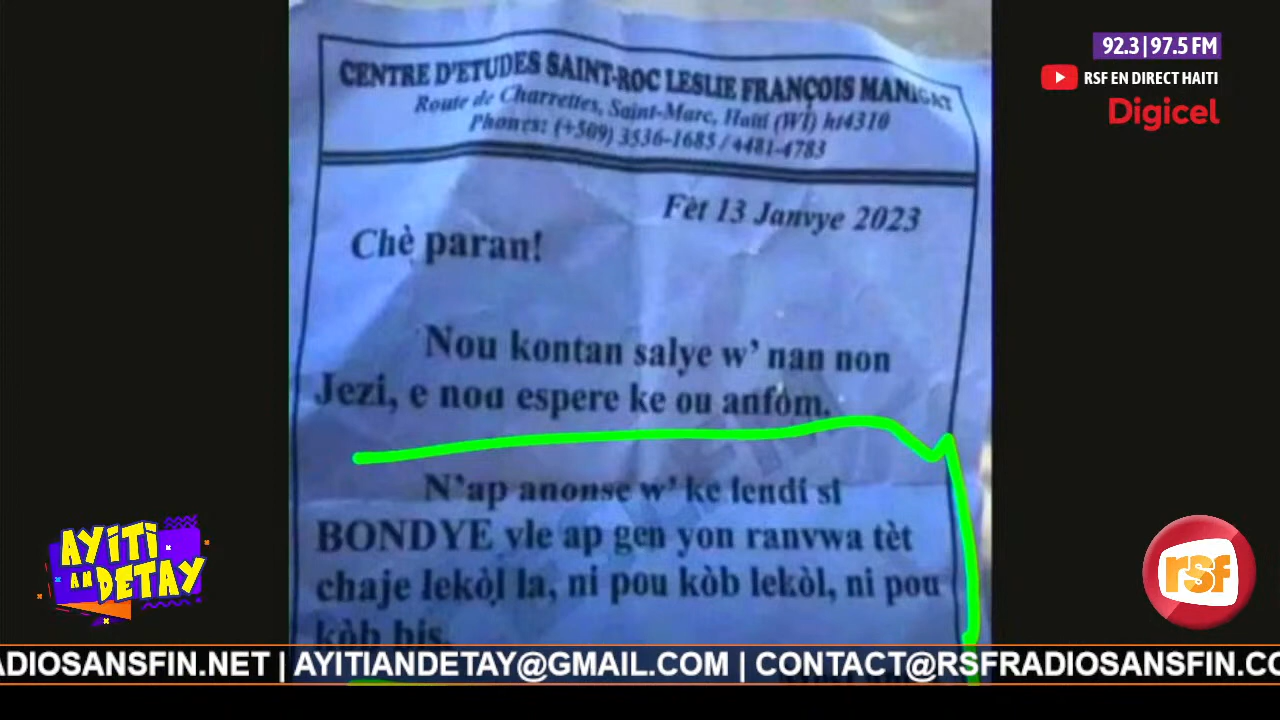 92.3|97.5 FM
RSF EN DIRECT HAITI
Digicel
CENTRE D'ETUDES SAINT-ROC LESLIE FRANÇOIS MANIGAT
Route de Charrettes, Saint-Marc, Haiti (WI) ht4310
Phones: (+509) 3536-1685 / 4481-4783
Fèt 13 Janvye 2023
Chè paran!
Nou kontan salye w' nan non
Jezi, e nou espere ke ou anfòm.
N'ap anonse w' ke lendi si
BONDYE vle ap gen yon ranvwa tèt
chaje lekòl la, ni pou kòb lekòl, ni pou
kòb bis.
AYITI
AN
DETAY
rsf
ADIOSANSFIN.NET | AYITIANDETAY@GMAIL.COM | CONTACT@RSFRADIOSANSFIN.CO